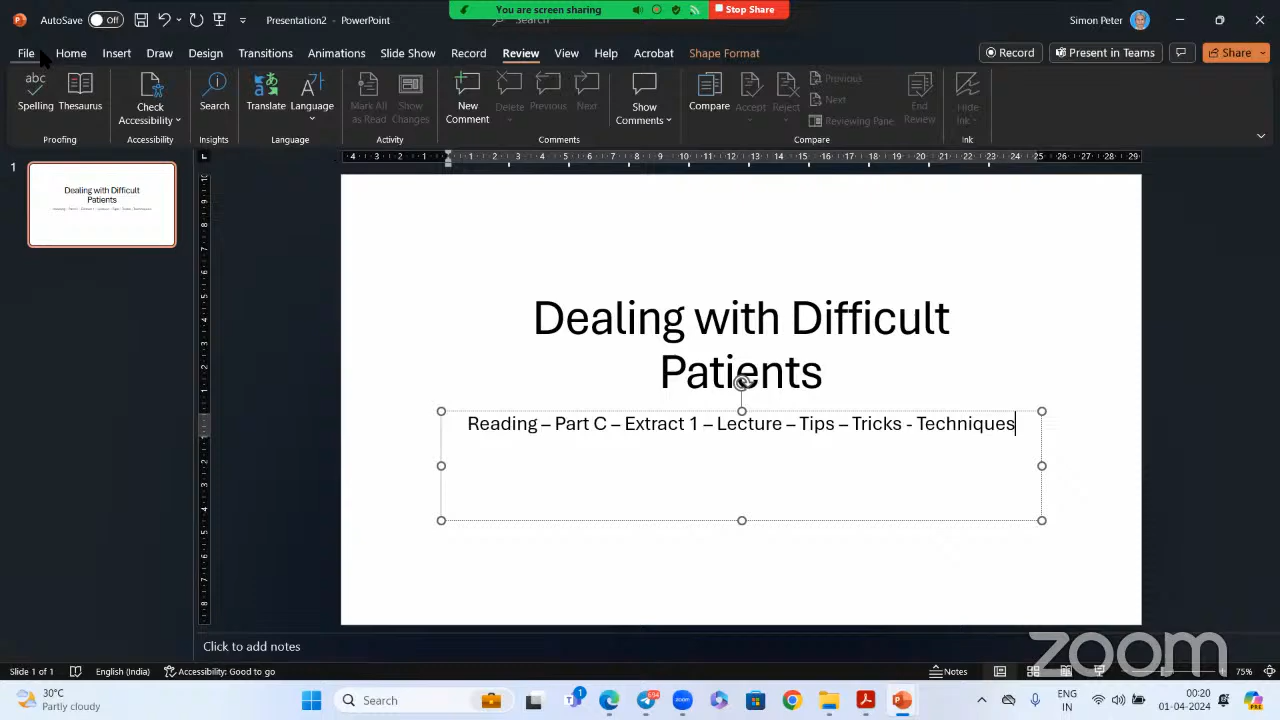 You are screen sharing
Stop Share
AutoSave Off
Presentation2 - PowerPoint
Search
Simon Peter
File Home Insert Draw Design Transitions Animations Slide Show Record Review View Help Acrobat Shape Format
Record Present in Teams Share
Spelling Thesaurus
Proofing
Check Accessibility
Accessibility
Search
Insights
Translate Language
Language
Mark All as Read
Show Changes
Activity
New Comment
Delete Previous Next
Show Comments
Comments
Compare Accept Reject
Previous
Next
Reviewing Pane
End Review
Compare
Hide Ink
Ink
1
Dealing with Difficult
Patients
Dealing with Difficult
Patients
Reading – Part C – Extract 1 – Lecture – Tips – Tricks - Techniques
Click to add notes
zoom
Slide 1 of 1 English (India) Accessibility: Good to go Notes 75%
30°C
Partly cloudy
Search
1
ENG
IN
00:20
01-04-2024